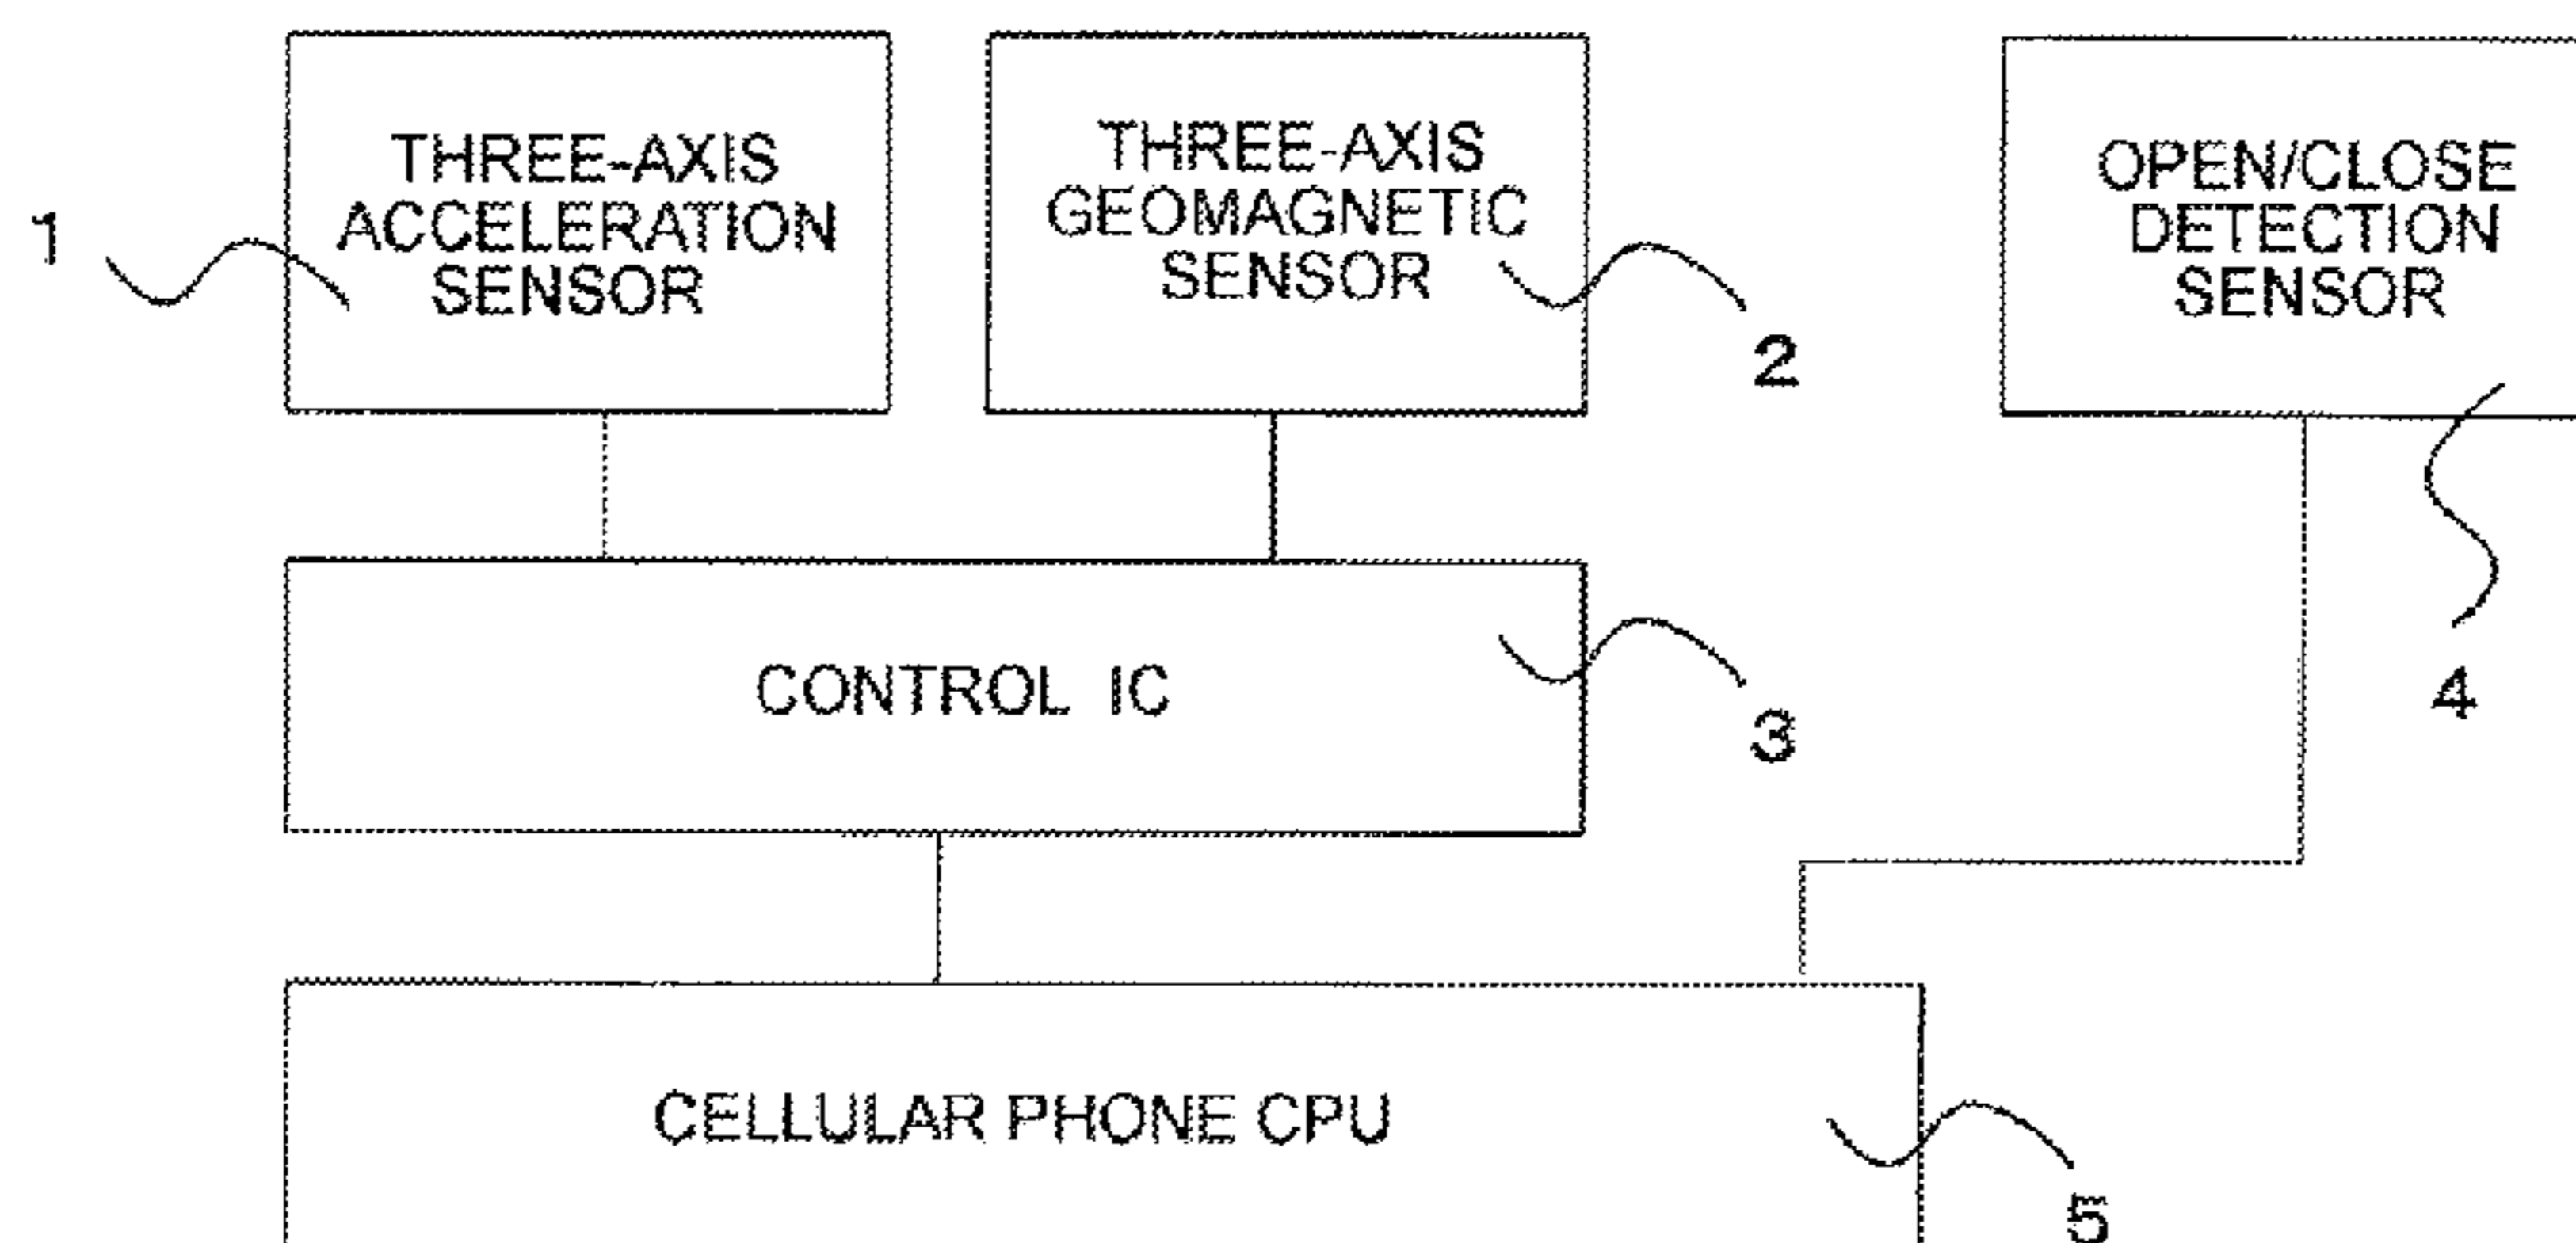 THREE-AXIS
ACCELERATION
SENSOR
1
THREE-AXIS
GEOMAGNETIC
SENSOR
2
OPEN/CLOSE
DETECTION
SENSOR
4
CONTROL IC
3
CELLULAR PHONE CPU
5